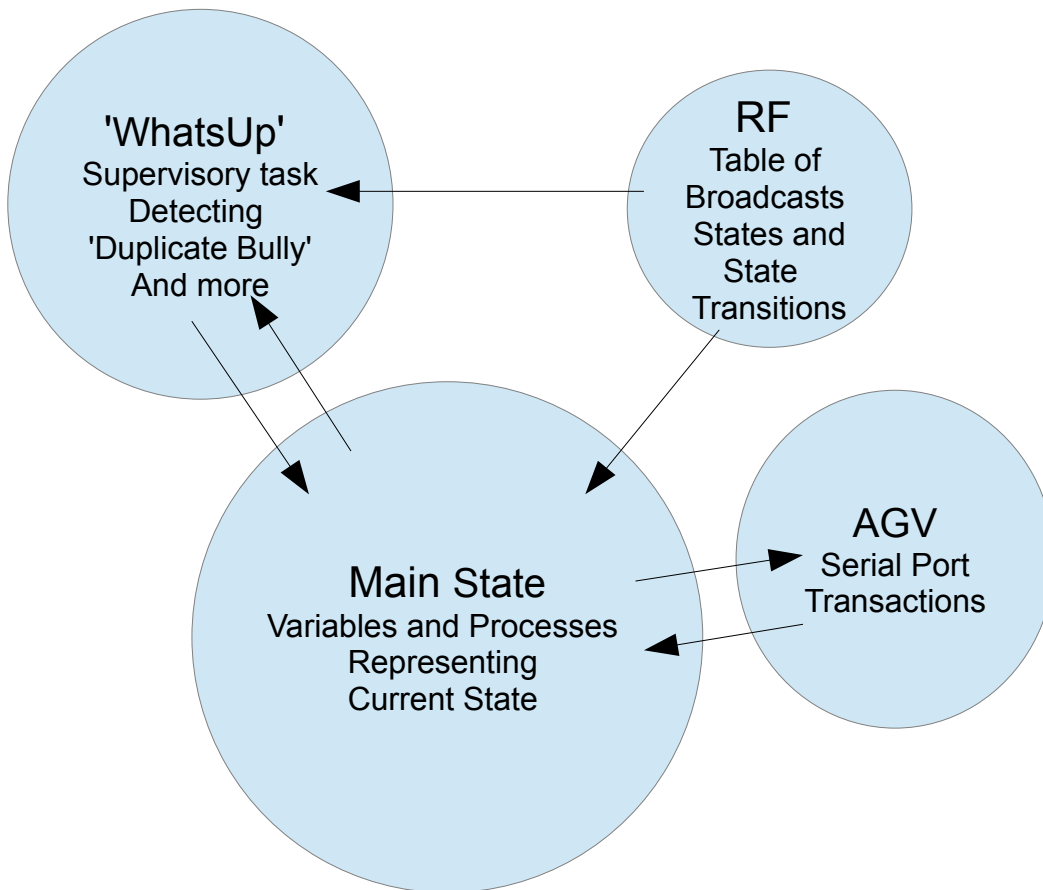 'WhatsUp'
Supervisory task
Detecting
'Duplicate Bully'
And more
RF
Table of
Broadcasts
States and
State
Transitions
Main State
Variables and Processes
Representing
Current State
AGV
Serial Port
Transactions